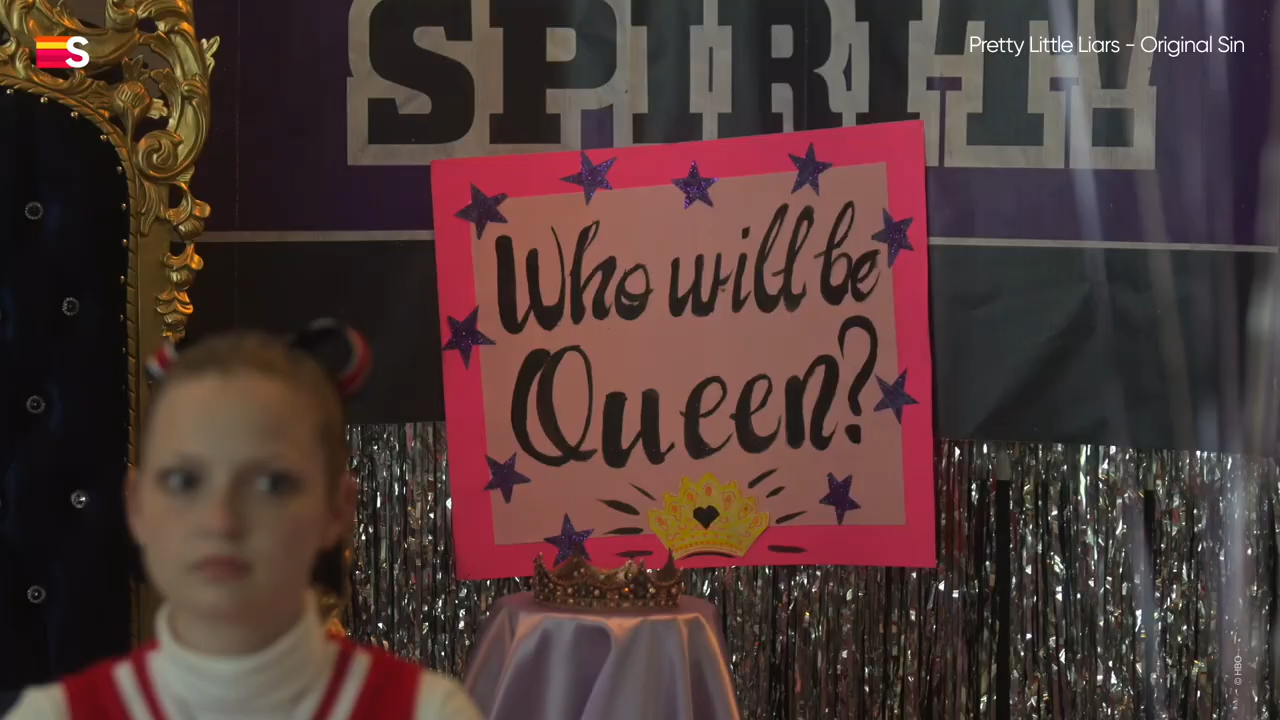 SPIRIT!
S
Pretty Little Liars - Original Sin
Who will be
Queen?
© HBO